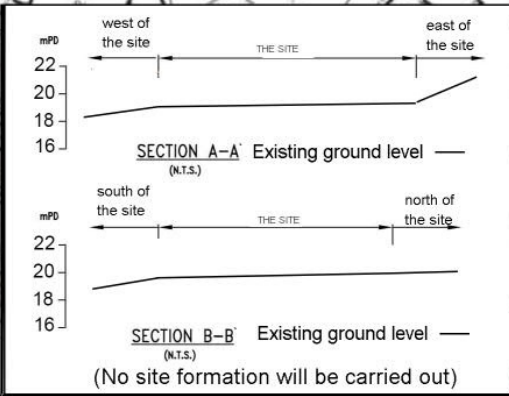 west of
the site
east of
the site
mPD
THE SITE
22
20
18
16
SECTION A-A' Existing ground level
(N.T.S.)
south of
the site
north of
the site
mPD
THE SITE
22
20
18
16
SECTION B-B' Existing ground level
(N.T.S.)
(No site formation will be carried out)